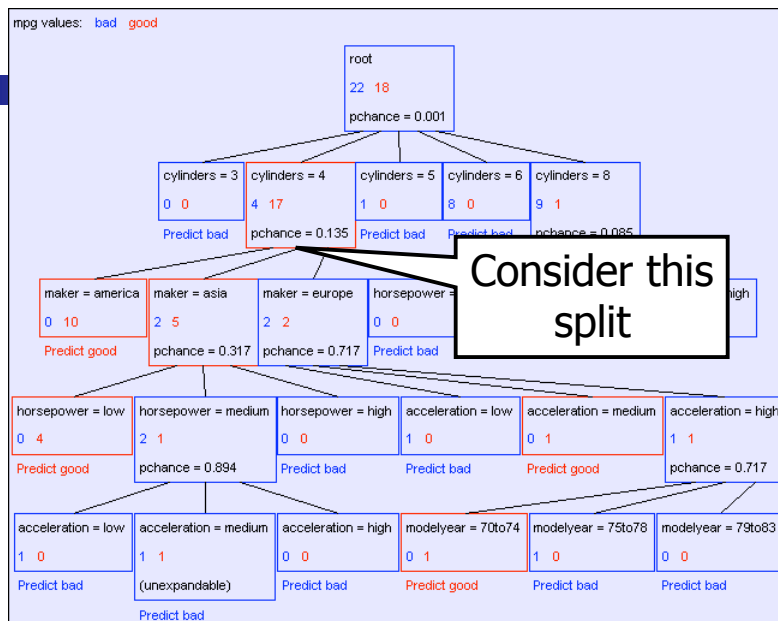 mpg values: bad good
root
22 18
pchance = 0.001
cylinders = 3 cylinders = 4 cylinders = 5 cylinders = 6 cylinders = 8
0 0 4 17 1 0 8 0 9 1
Predict bad pchance = 0.135 Predict bad Predict bad pchance = 0.085
Consider this
split
maker = america maker = asia maker = europe horsepower = high
0 10 2 5 2 2 0 0
Predict good pchance = 0.317 pchance = 0.717 Predict bad
horsepower = low horsepower = medium horsepower = high acceleration = low acceleration = medium acceleration = high
0 4 2 1 0 0 1 0 0 1 1 1
Predict good pchance = 0.894 Predict bad Predict bad Predict good pchance = 0.717
acceleration = low acceleration = medium acceleration = high modelyear = 70to74 modelyear = 75to78 modelyear = 79to83
1 0 1 1 0 0 0 1 1 0 0 0
Predict bad (unexpandable) Predict bad Predict good Predict bad Predict bad
Predict bad